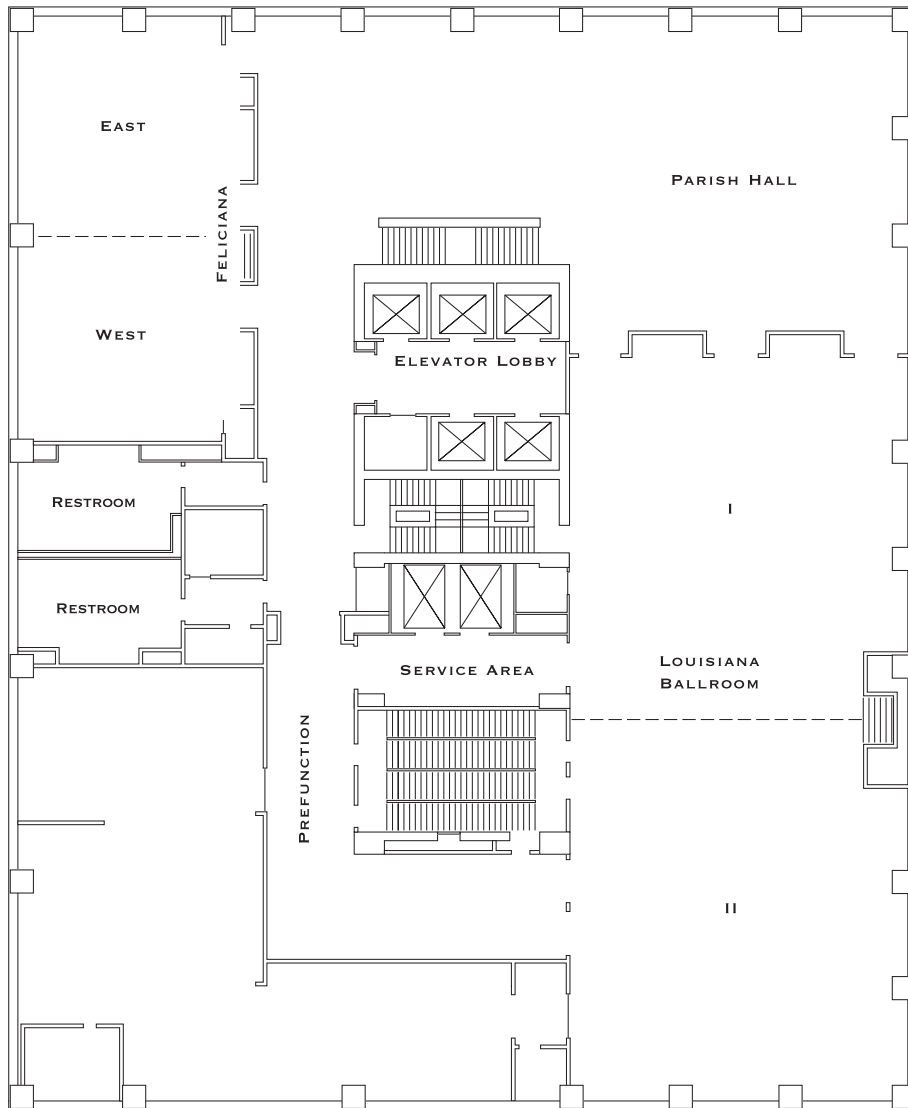 EAST
PARISH HALL
FELICIANA
WEST
ELEVATOR LOBBY
RESTROOM
I
RESTROOM
LOUISIANA
BALLROOM
SERVICE AREA
PREFUNCTION
II